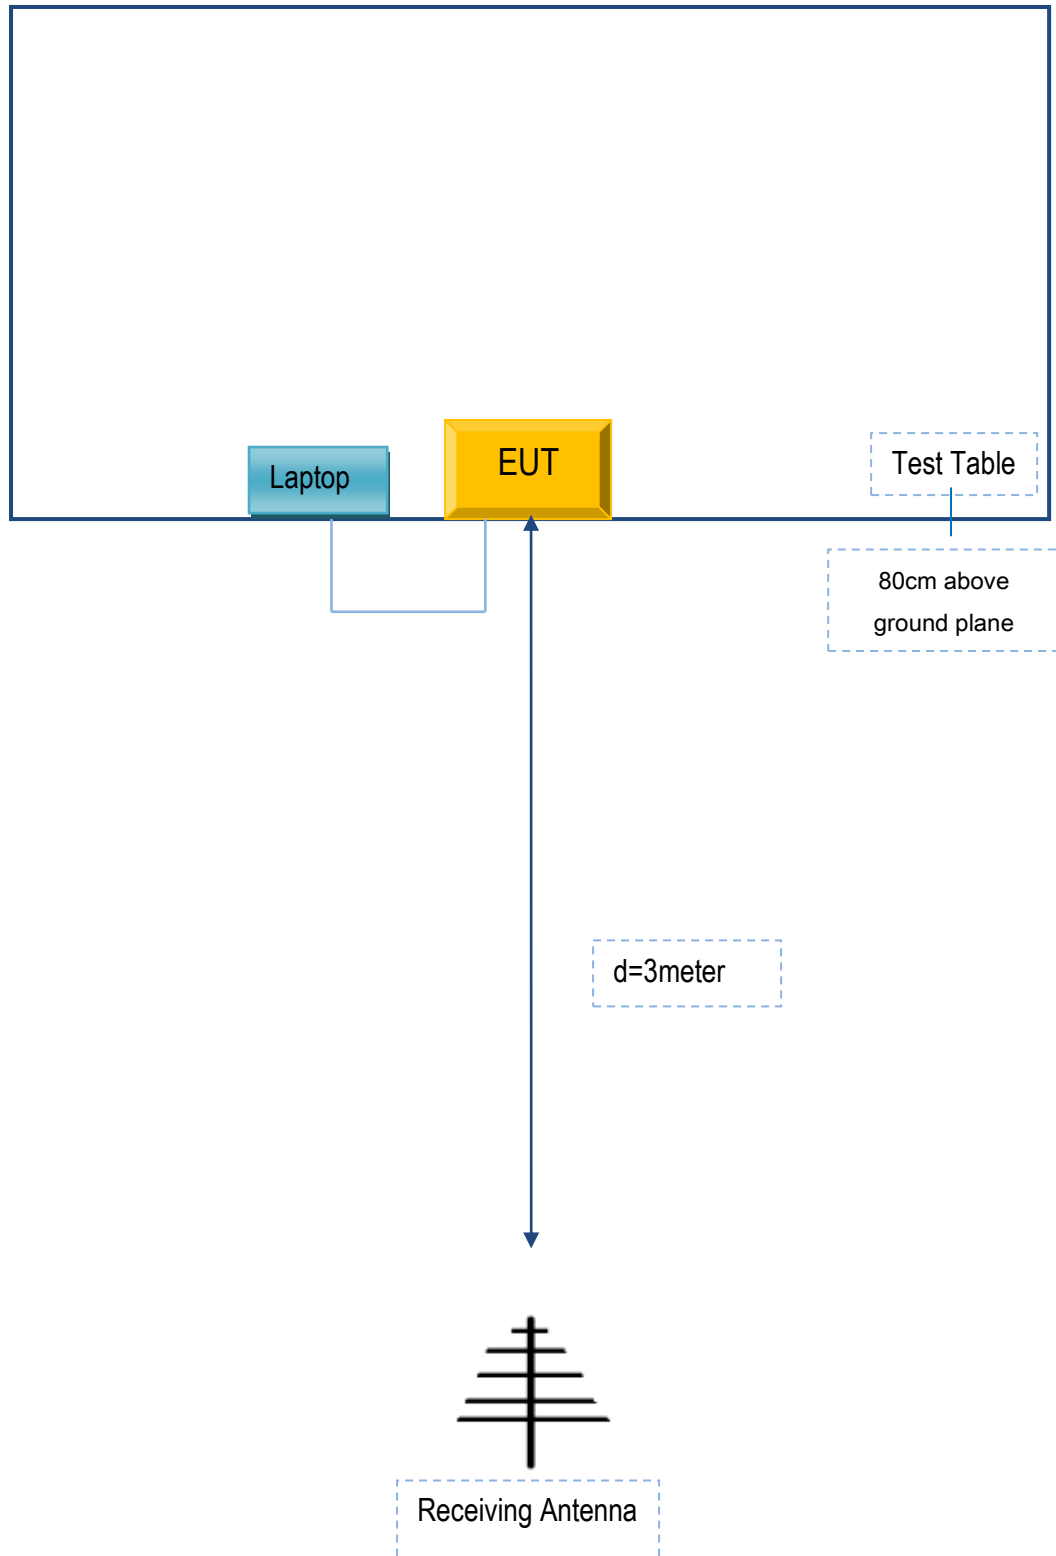 Laptop
EUT
Test Table
80cm above
ground plane
d=3meter
Receiving Antenna